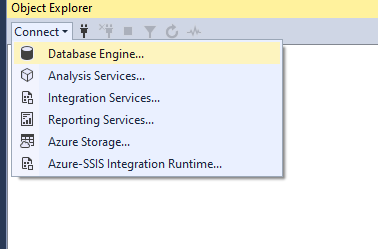 Object Explorer
Connect
Database Engine...
Analysis Services...
Integration Services...
Reporting Services...
Azure Storage...
Azure-SSIS Integration Runtime...